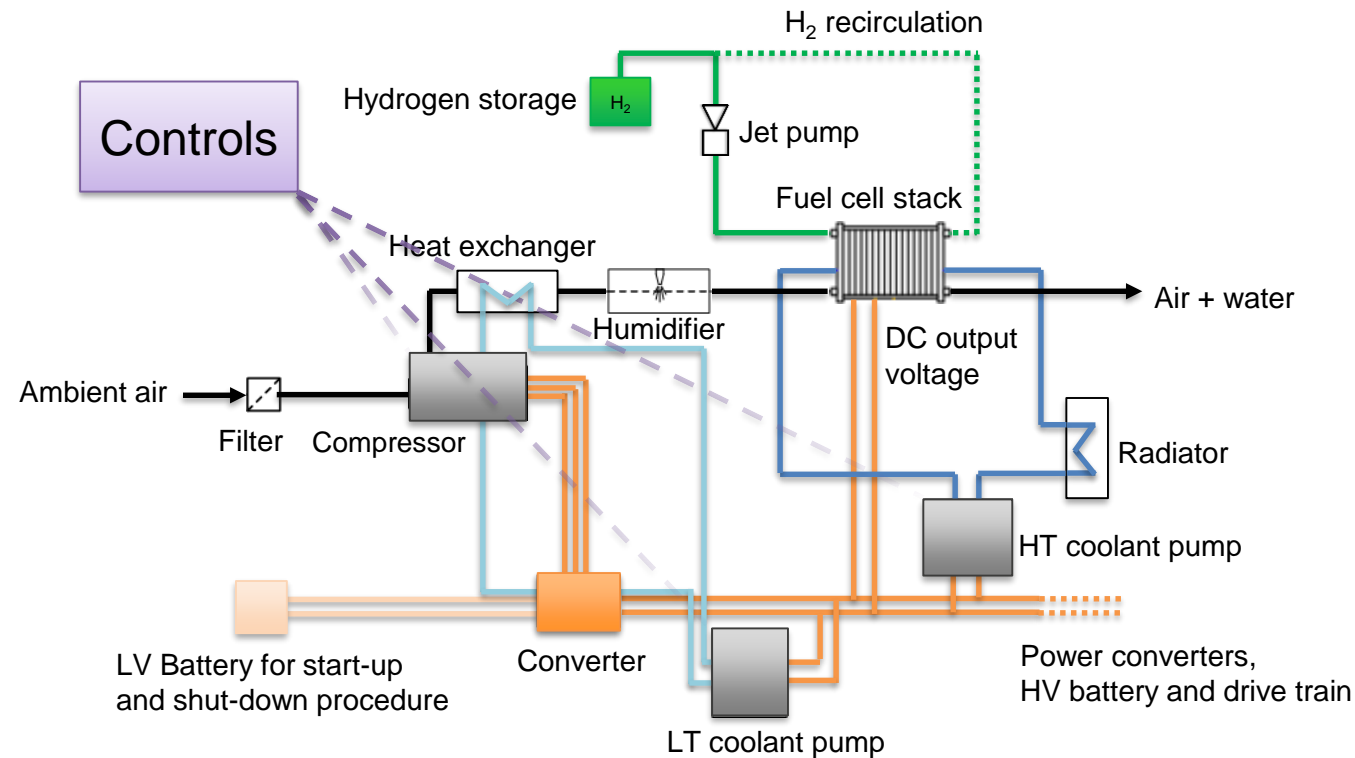 H₂ recirculation
Controls
Hydrogen storage
H₂
Jet pump
Fuel cell stack
Heat exchanger
Humidifier
Air + water
DC output
voltage
Ambient air
Filter
Compressor
Radiator
HT coolant pump
LV Battery for start-up
and shut-down procedure
Converter
LT coolant pump
Power converters,
HV battery and drive train